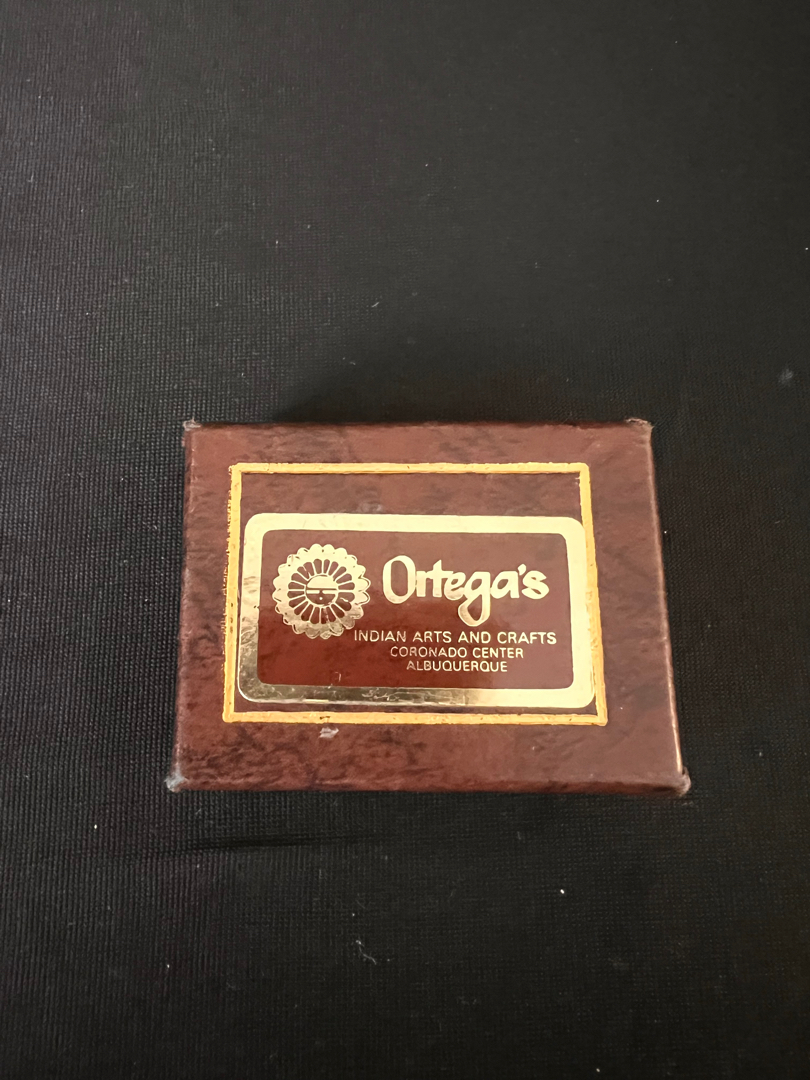 Ortega's
INDIAN ARTS AND CRAFTS
CORONADO CENTER
ALBUQUERQUE